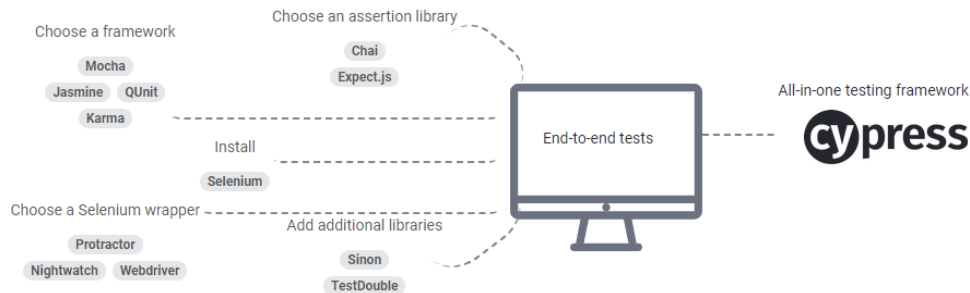 Choose an assertion library
Chai
Expect.js
Choose a framework
Mocha
Jasmine QUnit
Karma
Install
Selenium
Choose a Selenium wrapper
Protractor
Nightwatch Webdriver
Add additional libraries
Sinon
TestDouble
End-to-end tests
All-in-one testing framework
cypress